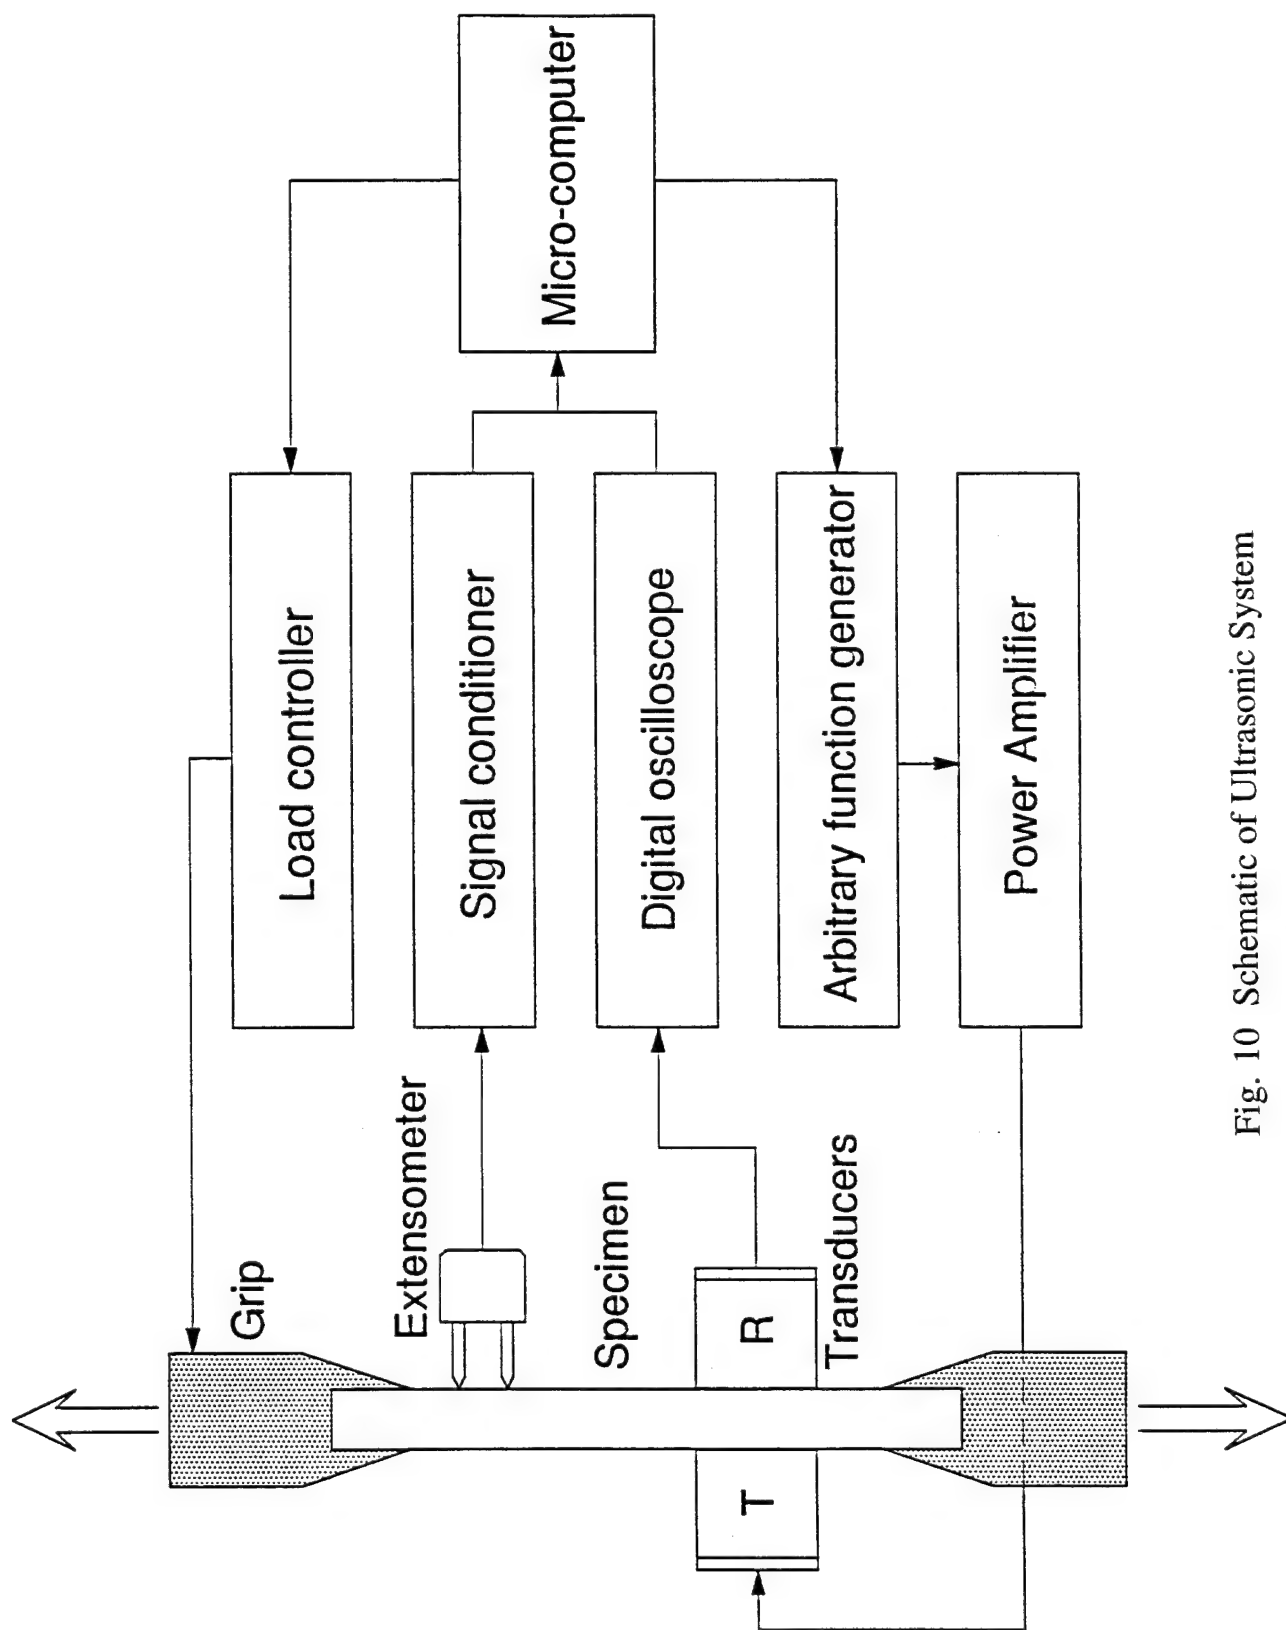 Grip
Extensometer
Specimen
T
R
Transducers
Load controller
Signal conditioner
Digital oscilloscope
Arbitrary function generator
Power Amplifier
Micro-computer
Fig. 10 Schematic of Ultrasonic System